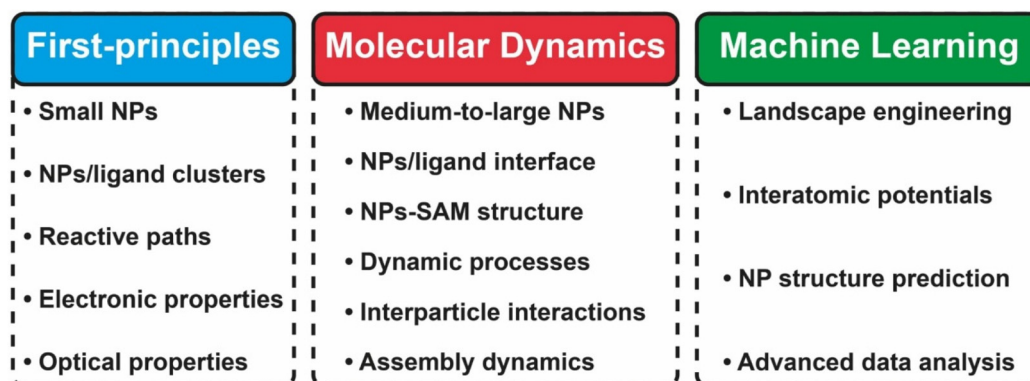 First-principles
• Small NPs
• NPs/ligand clusters
• Reactive paths
• Electronic properties
• Optical properties
Molecular Dynamics
• Medium-to-large NPs
• NPs/ligand interface
• NPs-SAM structure
• Dynamic processes
• Interparticle interactions
• Assembly dynamics
Machine Learning
• Landscape engineering
• Interatomic potentials
• NP structure prediction
• Advanced data analysis